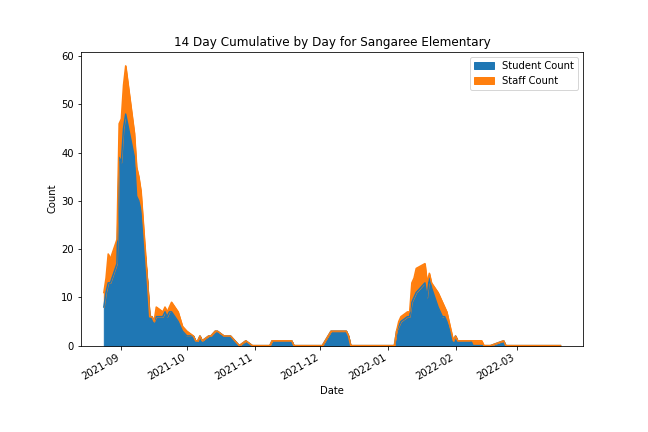 14 Day Cumulative by Day for Sangaree Elementary
60
50
40
30
20
10
0
Count
Student Count
Staff Count
2021-09
2021-10
2021-11
2021-12
2022-01
2022-02
2022-03
Date